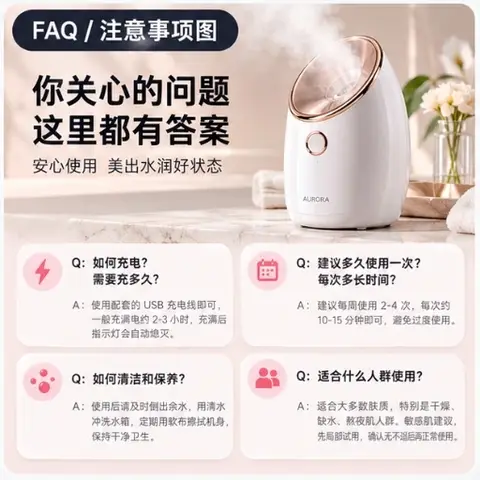 FAQ / 注意事项图
你关心的问题
这里都有答案
安心使用 美出水润好状态
AURORA
Q: 如何充电?
需要充多久?
A: 使用配套的 USB 充电线即可,
一般充满电约 2-3 小时, 充满后
指示灯会自动熄灭。
Q: 建议多久使用一次?
每次多长时间?
A: 建议每周使用 2-4 次, 每次约
10-15 分钟即可, 避免过度使用。
Q: 如何清洁和保养?
A: 使用后请及时倒出余水, 用清水
冲洗水箱, 定期用软布擦拭机身,
保持干净卫生。
Q: 适合什么人群使用?
A: 适合大多数肤质, 特别是干燥、
缺水、熬夜肌人群。敏感肌建议,
先局部试用, 确认无不适后再正常使用。